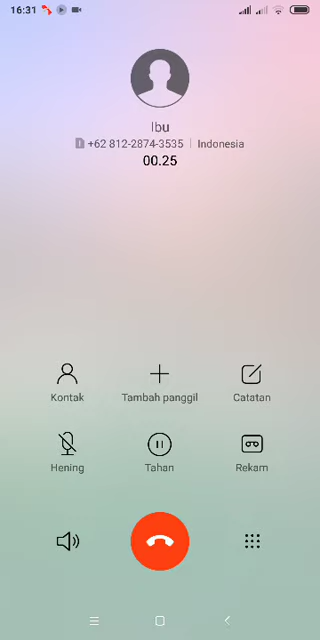 16:31
Ibu
+62 812-2874-3535 | Indonesia
00.25
Kontak
Tambah panggil
Catatan
Hening
Tahan
Rekam